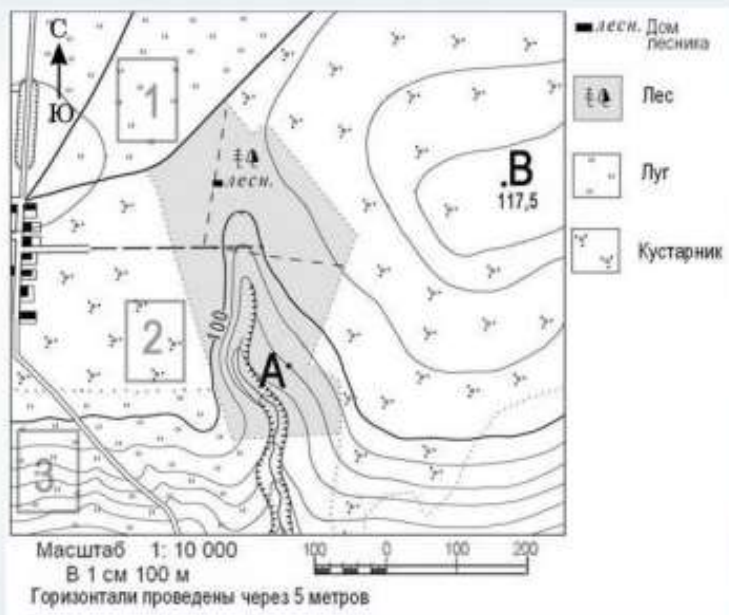 С
Ю
1
2
3
лесн.
100
А
.В
117,5
лесн. Дом
лесника
Лес
Луг
Кустарник
Масштаб 1: 10 000
В 1 см 100 м
Горизонтали проведены через 5 метров
100 0 100 200